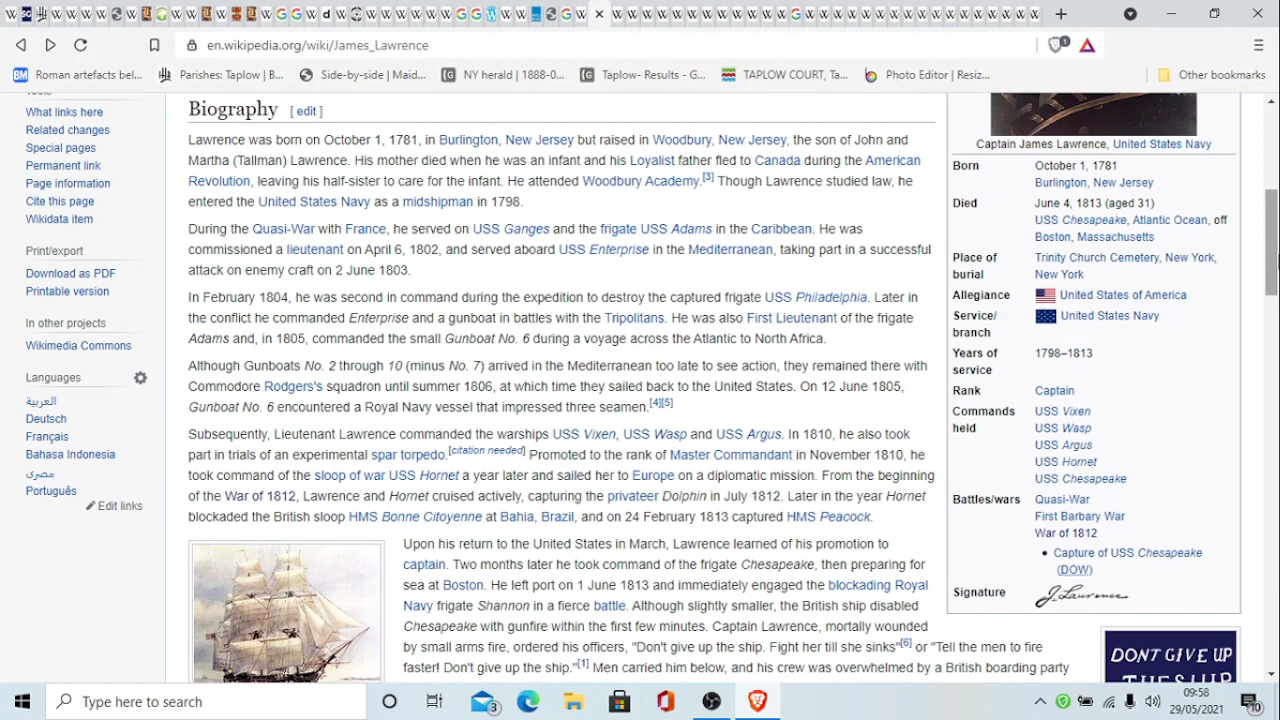 en.wikipedia.org/wiki/James_Lawrence
1
BM Roman artefacts bel...
Parishes: Taplow | B...
Side-by-side | Maid...
NY herald | 1888-0...
Taplow- Results - G...
TAPLOW COURT, Ta...
Photo Editor | Resiz...
Other bookmarks
Tools
What links here
Related changes
Special pages
Permanent link
Page information
Cite this page
Wikidata item
Print/export
Download as PDF
Printable version
In other projects
Wikimedia Commons
Languages
العربية
Deutsch
Français
Bahasa Indonesia
مصرى
Português
Edit links
Biography [ edit ]
Lawrence was born on October 1, 1781, in Burlington, New Jersey but raised in Woodbury, New Jersey, the son of John and
Martha (Tallman) Lawrence. His mother died when he was an infant and his Loyalist father fled to Canada during the American
Revolution, leaving his half-sister to care for the infant. He attended Woodbury Academy.[3] Though Lawrence studied law, he
entered the United States Navy as a midshipman in 1798.
During the Quasi-War with France, he served on USS Ganges and the frigate USS Adams in the Caribbean. He was
commissioned a lieutenant on April 6, 1802, and served aboard USS Enterprise in the Mediterranean, taking part in a successful
attack on enemy craft on 2 June 1803.
In February 1804, he was second in command during the expedition to destroy the captured frigate USS Philadelphia. Later in
the conflict he commanded Enterprise and a gunboat in battles with the Tripolitans. He was also First Lieutenant of the frigate
Adams and, in 1805, commanded the small Gunboat No. 6 during a voyage across the Atlantic to North Africa.
Although Gunboats No. 2 through 10 (minus No. 7) arrived in the Mediterranean too late to see action, they remained there with
Commodore Rodgers's squadron until summer 1806, at which time they sailed back to the United States. On 12 June 1805,
Gunboat No. 6 encountered a Royal Navy vessel that impressed three seamen.[4][5]
Subsequently, Lieutenant Lawrence commanded the warships USS Vixen, USS Wasp and USS Argus. In 1810, he also took
part in trials of an experimental spar torpedo.[citation needed] Promoted to the rank of Master Commandant in November 1810, he
took command of the sloop of war USS Hornet a year later and sailed her to Europe on a diplomatic mission. From the beginning
of the War of 1812, Lawrence and Hornet cruised actively, capturing the privateer Dolphin in July 1812. Later in the year Hornet
blockaded the British sloop HMS Bonne Citoyenne at Bahia, Brazil, and on 24 February 1813 captured HMS Peacock.
Upon his return to the United States in March, Lawrence learned of his promotion to
captain. Two months later he took command of the frigate Chesapeake, then preparing for
sea at Boston. He left port on 1 June 1813 and immediately engaged the blockading Royal
Navy frigate Shannon in a fierce battle. Although slightly smaller, the British ship disabled
Chesapeake with gunfire within the first few minutes. Captain Lawrence, mortally wounded
by small arms fire, ordered his officers, "Don't give up the ship. Fight her till she sinks"[6] or "Tell the men to fire
faster! Don't give up the ship."[1] Men carried him below, and his crew was overwhelmed by a British boarding party
Captain James Lawrence, United States Navy
Born October 1, 1781
Burlington, New Jersey
Died June 4, 1813 (aged 31)
USS Chesapeake, Atlantic Ocean, off
Boston, Massachusetts
Place of burial Trinity Church Cemetery, New York,
New York
Allegiance United States of America
Service/
branch United States Navy
Years of
service 1798–1813
Rank Captain
Commands
held USS Vixen
USS Wasp
USS Argus
USS Hornet
USS Chesapeake
Battles/wars Quasi-War
First Barbary War
War of 1812
• Capture of USS Chesapeake
(DOW)
Signature J. Lawrence
DONT GIVE UP
THE SHIP
Type here to search
3
09:58
29/05/2021
10